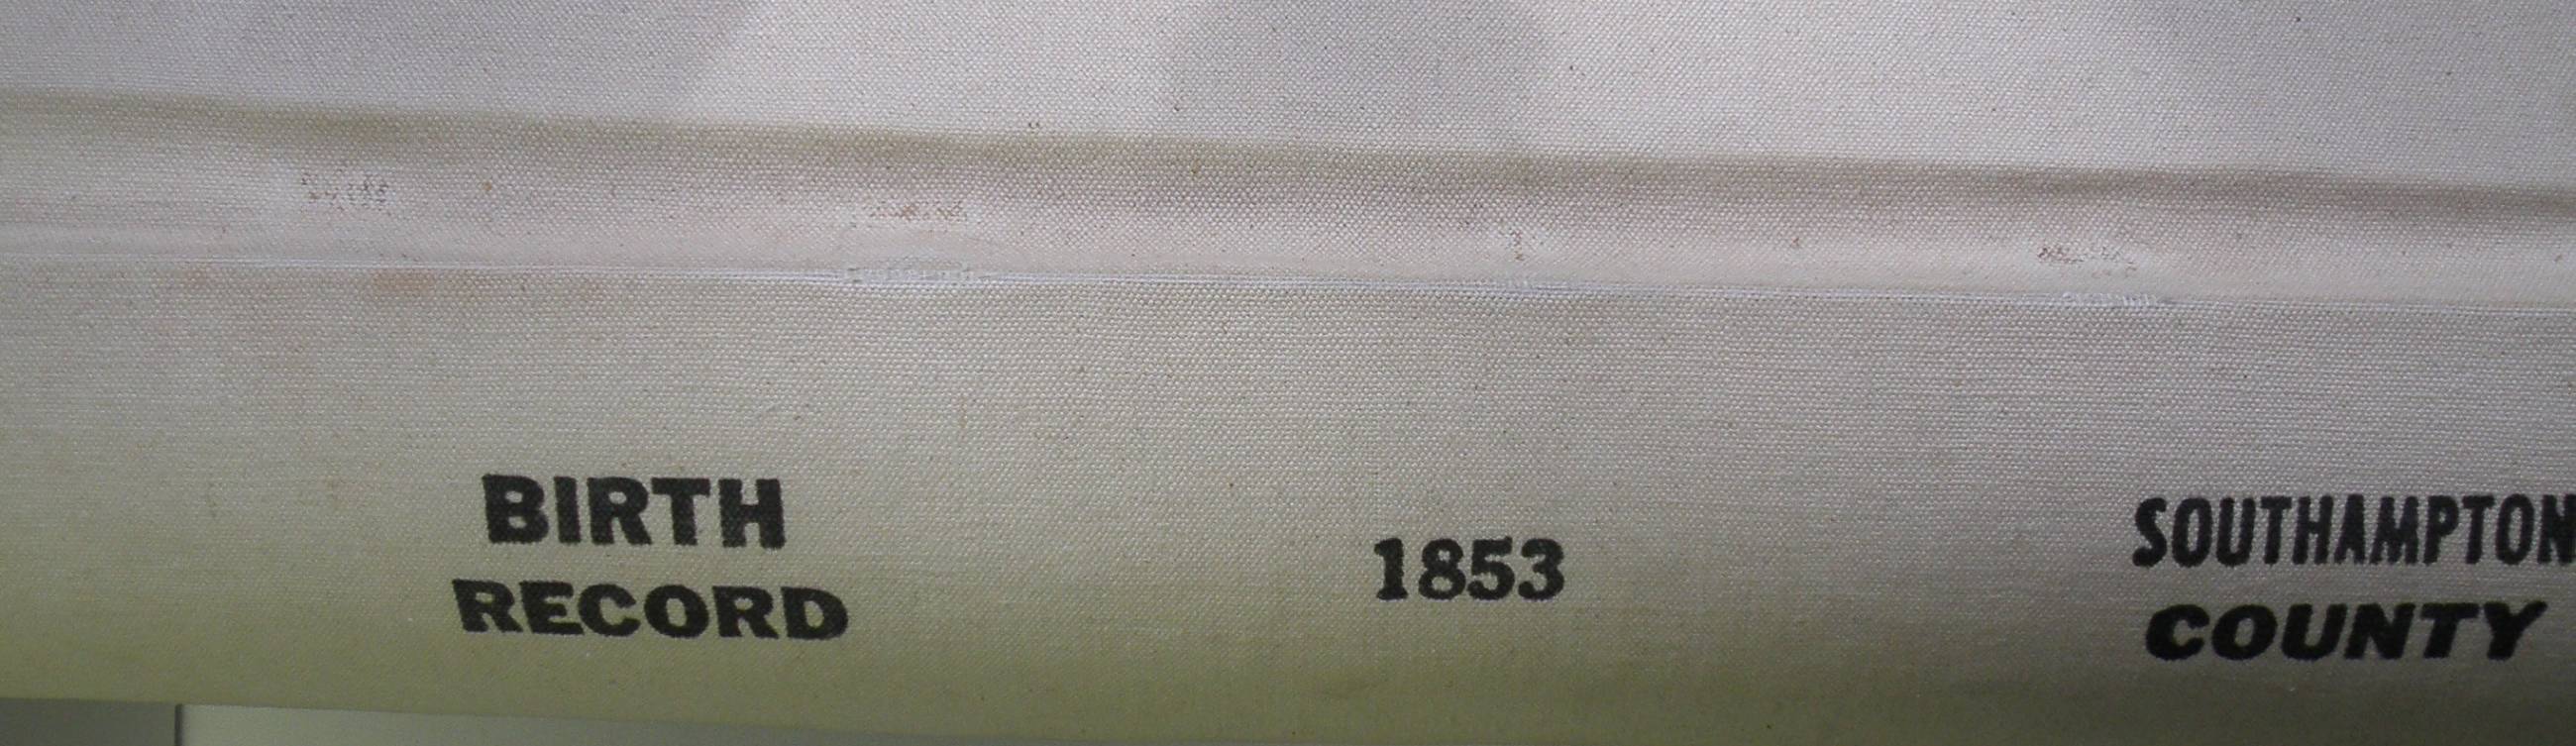 BIRTH
RECORD
1853
SOUTHAMPTON
COUNTY